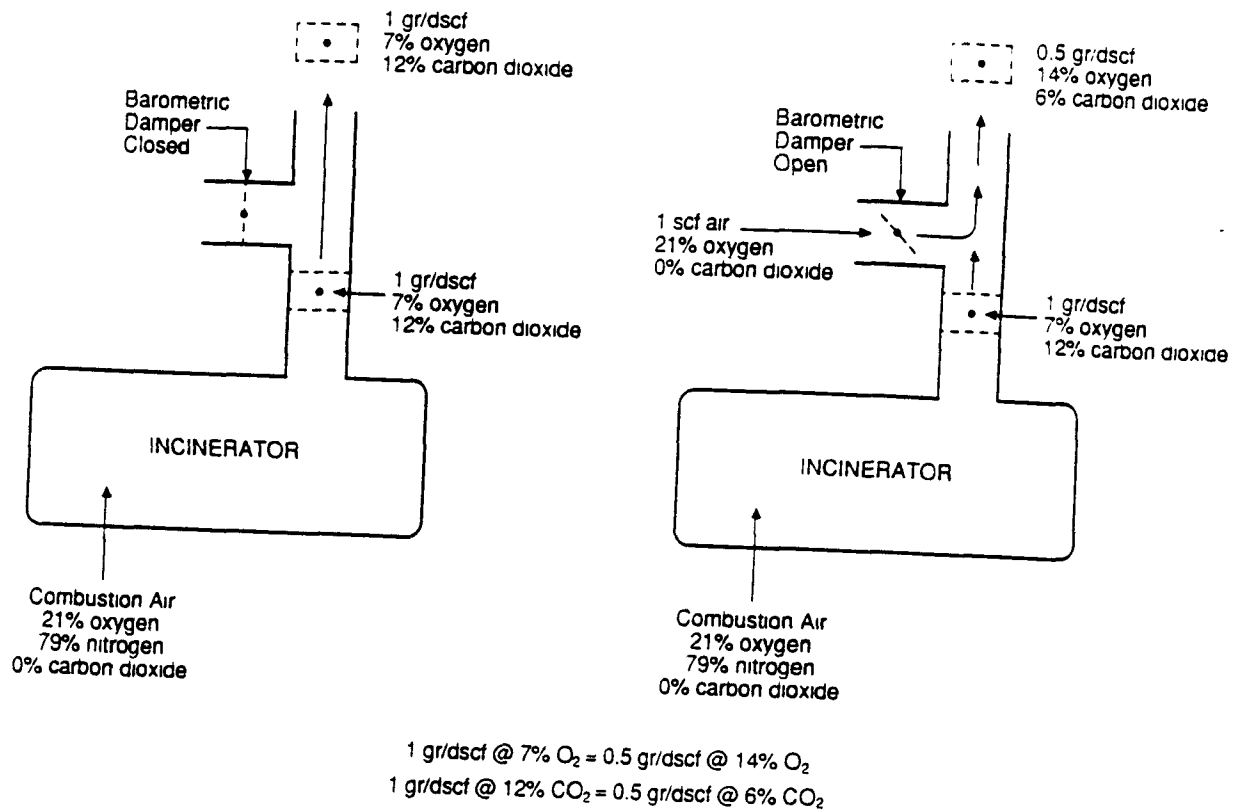 1 gr/dscf
7% oxygen
12% carbon dioxide
Barometric
Damper
Closed
1 gr/dscf
7% oxygen
12% carbon dioxide
INCINERATOR
Combustion Air
21% oxygen
79% nitrogen
0% carbon dioxide
0.5 gr/dscf
14% oxygen
6% carbon dioxide
Barometric
Damper
Open
1 scf air
21% oxygen
0% carbon dioxide
1 gr/dscf
7% oxygen
12% carbon dioxide
INCINERATOR
Combustion Air
21% oxygen
79% nitrogen
0% carbon dioxide
1 gr/dscf @ 7% O₂ = 0.5 gr/dscf @ 14% O₂
1 gr/dscf @ 12% CO₂ = 0.5 gr/dscf @ 6% CO₂